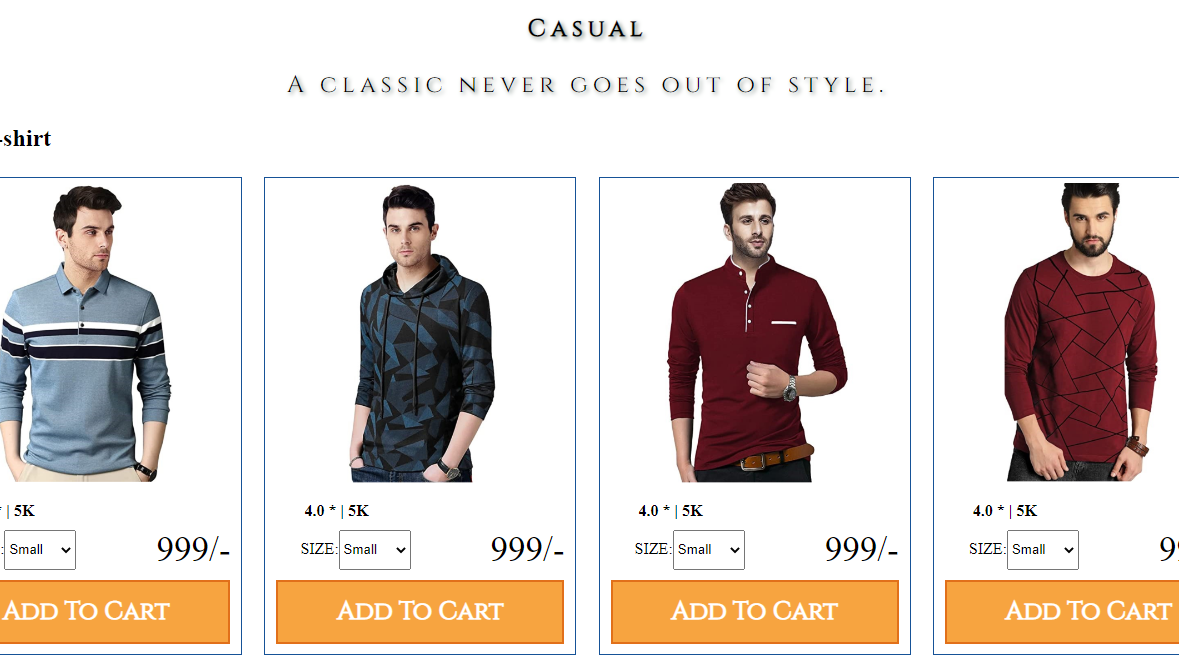 Casual
A classic never goes out of style.
-shirt
* | 5K
4.0 * | 5K
4.0 * | 5K
4.0 * | 5K
: Small 999/-
SIZE: Small 999/-
SIZE: Small 999/-
SIZE: Small 99
Add To Cart
Add To Cart
Add To Cart
Add To Cart